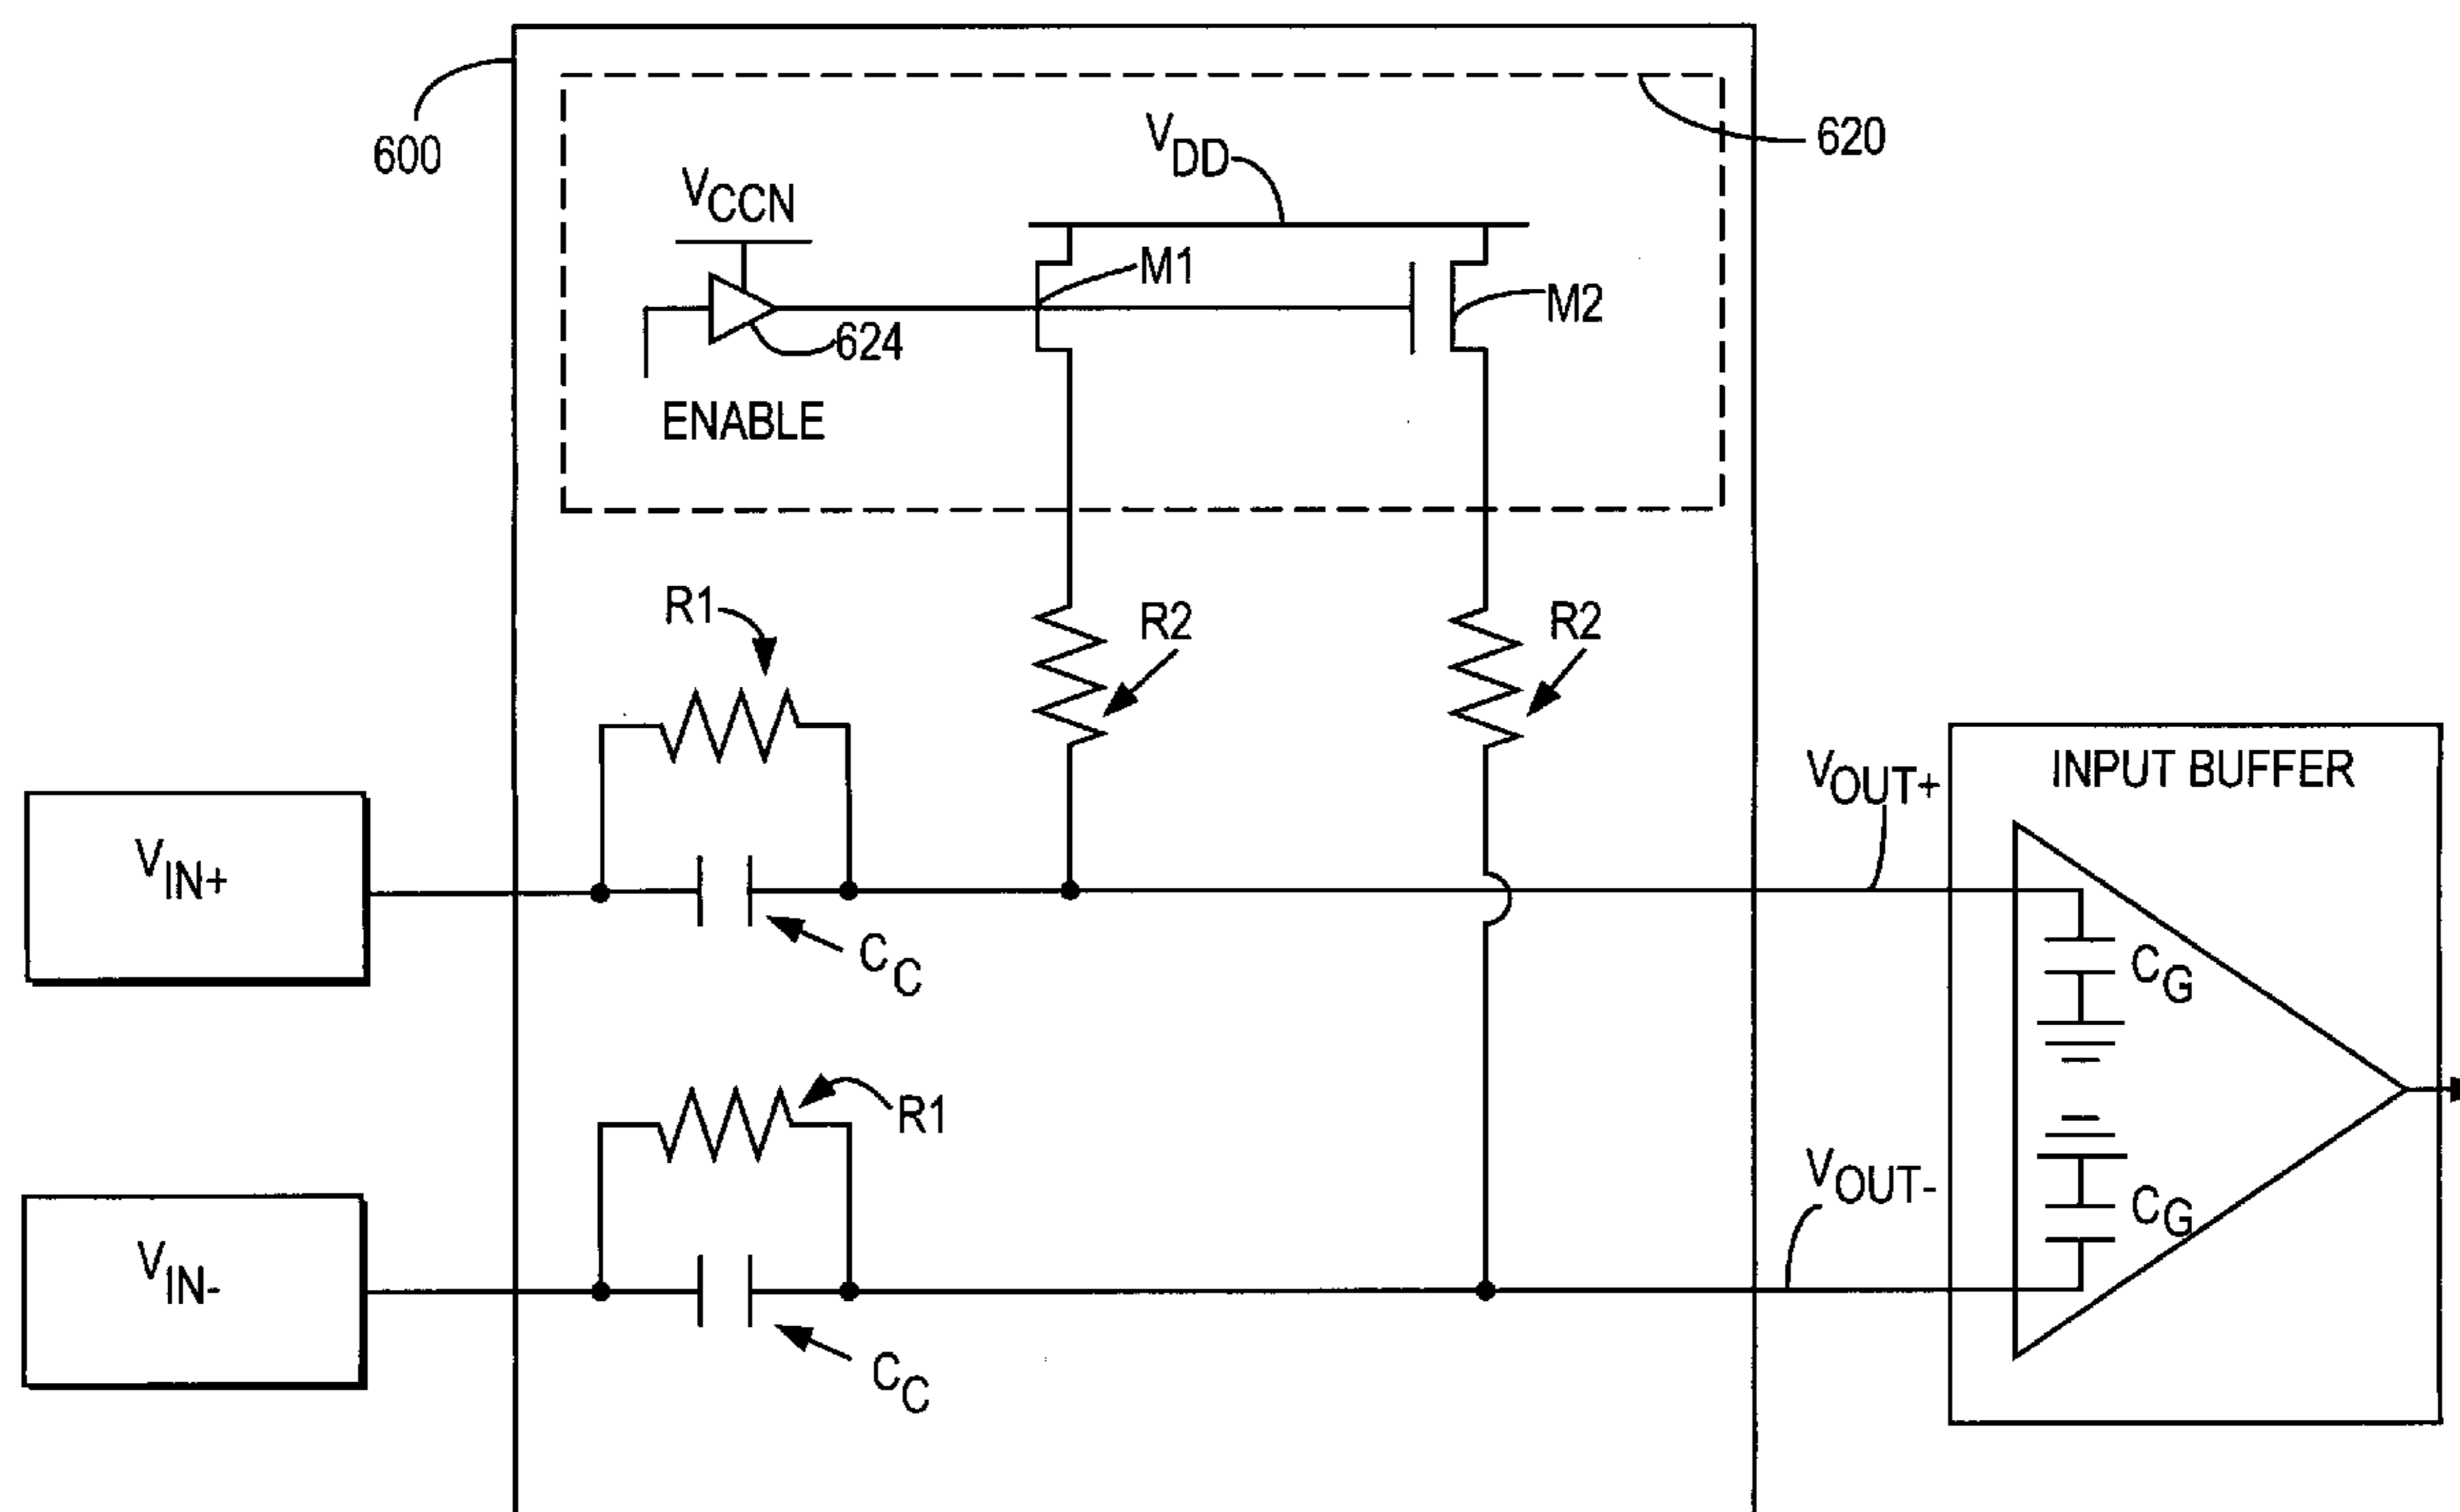 600
620
VDD
VCCN
M1
M2
624
ENABLE
R1
R2
R2
VOUT+
INPUT BUFFER
VIN+
CC
CG
R1
VOUT-
CG
VIN-
CC